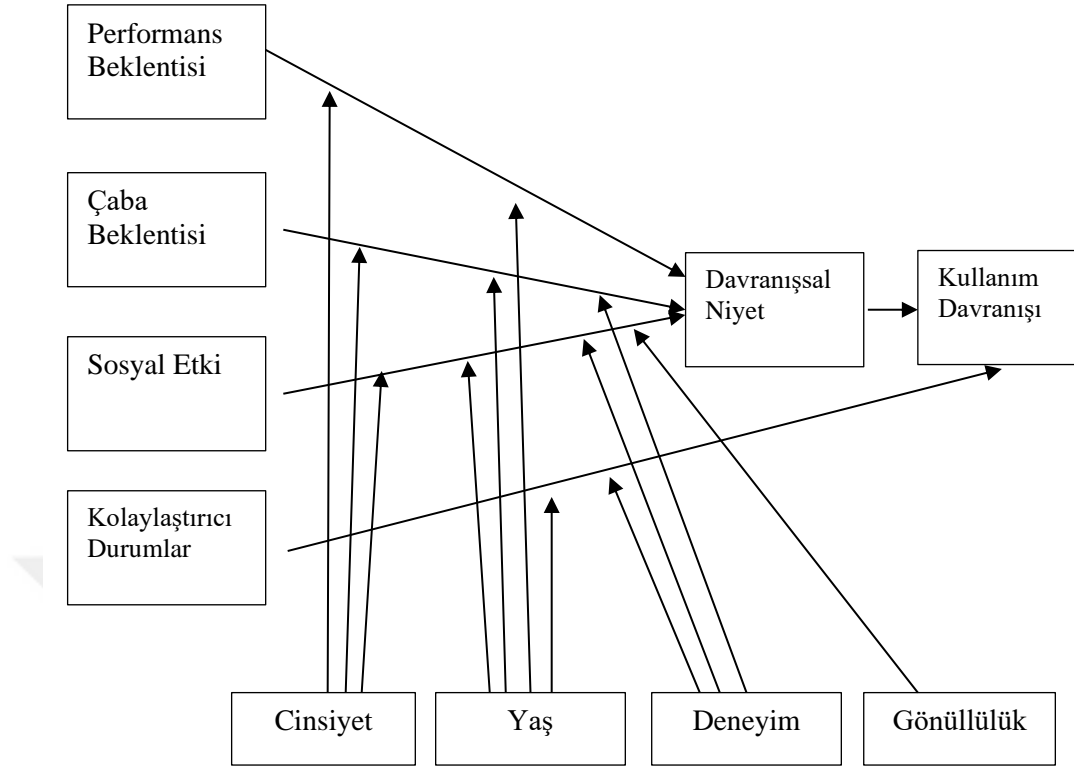 Performans
Beklentisi
Çaba
Beklentisi
Sosyal Etki
Kolaylaştırıcı
Durumlar
Davranışsal
Niyet
Kullanım
Davranışı
Cinsiyet
Yaş
Deneyim
Gönüllülük